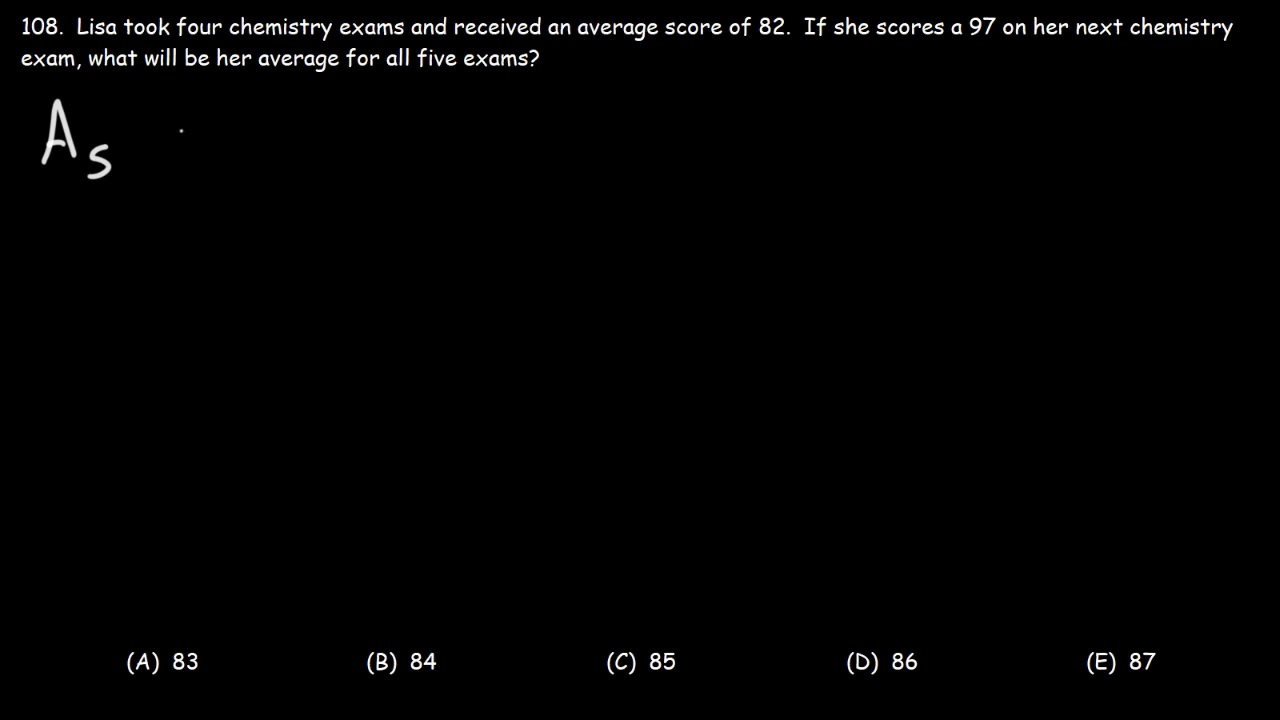 108. Lisa took four chemistry exams and received an average score of 82. If she scores a 97 on her next chemistry
exam, what will be her average for all five exams?
A5
(A) 83 (B) 84 (C) 85 (D) 86 (E) 87